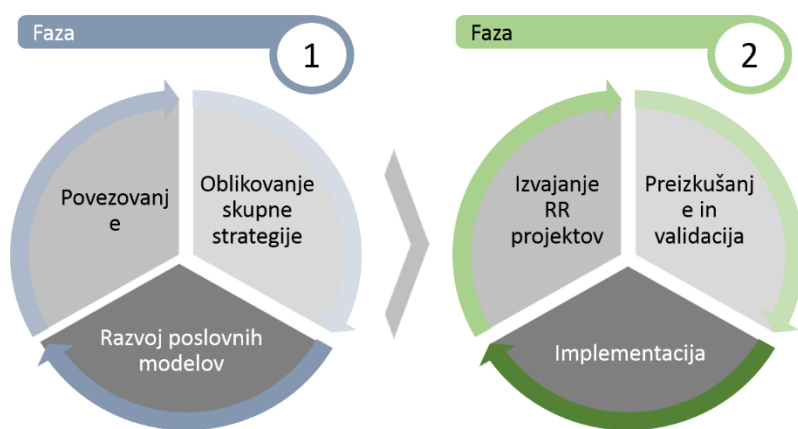 Faza
1
Povezovanj
e
Oblikovanje
skupne
strategije
Razvoj poslovnih
modelov
Faza
2
Izvajanje
RR
projektov
Preizkušanj
e in
validacija
Implementacija